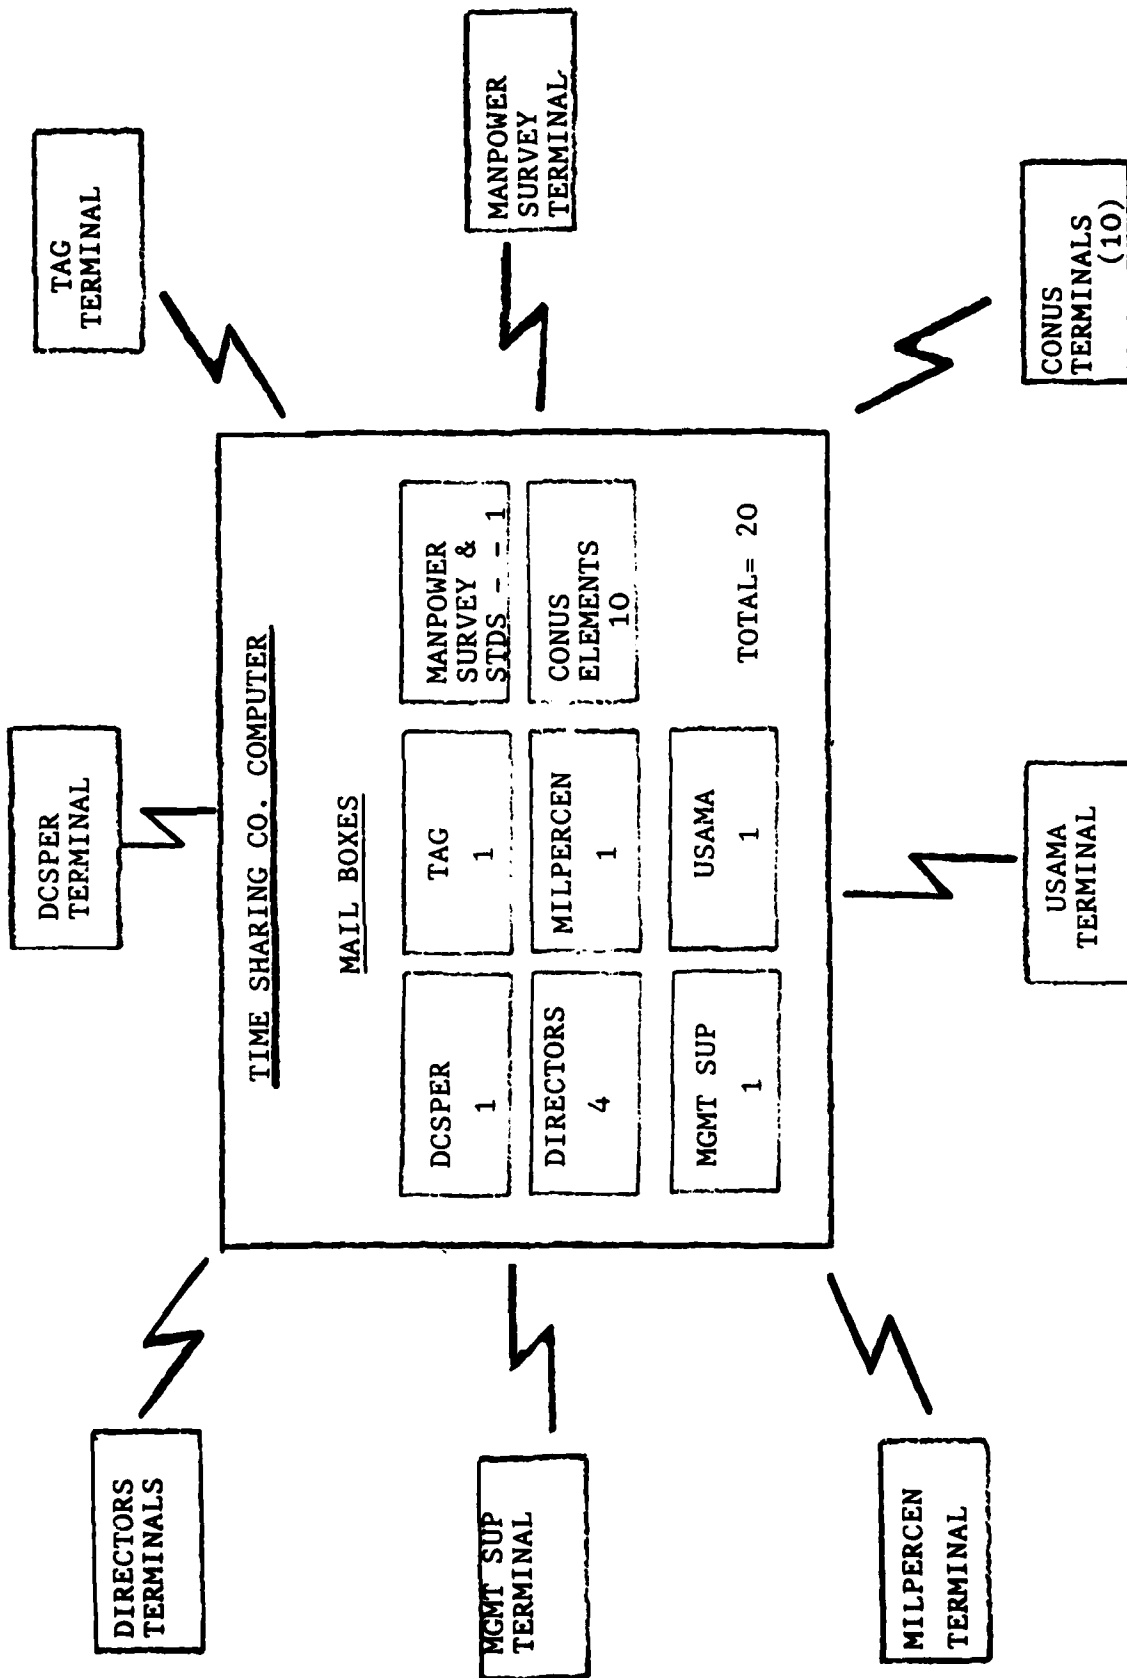 DCSPER
TERMINAL
DIRECTORS
TERMINALS
TAG
TERMINAL
TIME SHARING CO. COMPUTER
MAIL BOXES
DCSPER
1
TAG
1
MANPOWER
SURVEY &
STDS - - 1
DIRECTORS
4
MILPERCEN
1
CONUS
ELEMENTS
10
MGMT SUP
1
USAMA
1
TOTAL= 20
MGMT SUP
TERMINAL
MANPOWER
SURVEY
TERMINAL
MILPERCEN
TERMINAL
USAMA
TERMINAL
CONUS
TERMINALS
(10)